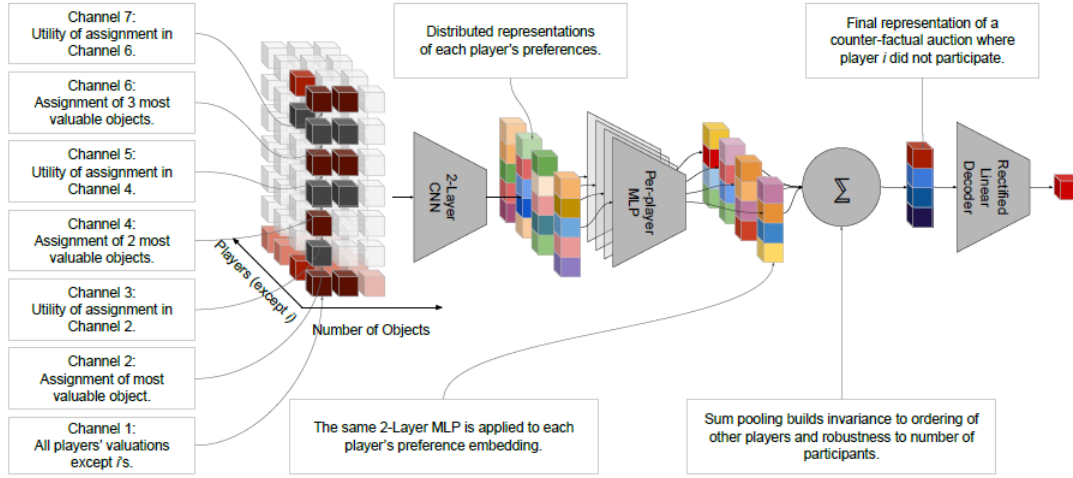 Channel 7:
Utility of assignment in
Channel 6.
Channel 6:
Assignment of 3 most
valuable objects.
Channel 5:
Utility of assignment in
Channel 4.
Channel 4:
Assignment of 2 most
valuable objects.
Channel 3:
Utility of assignment in
Channel 2.
Channel 2:
Assignment of most
valuable object.
Channel 1:
All players' valuations
except i's.
Players (except i)
Number of Objects
2-Layer
CNN
Distributed representations
of each player's preferences.
Per-player
MLP
The same 2-Layer MLP is applied to each
player's preference embedding.
Σ
Sum pooling builds invariance to ordering of
other players and robustness to number of
participants.
Final representation of a
counter-factual auction where
player i did not participate.
Rectified
Linear
Decoder